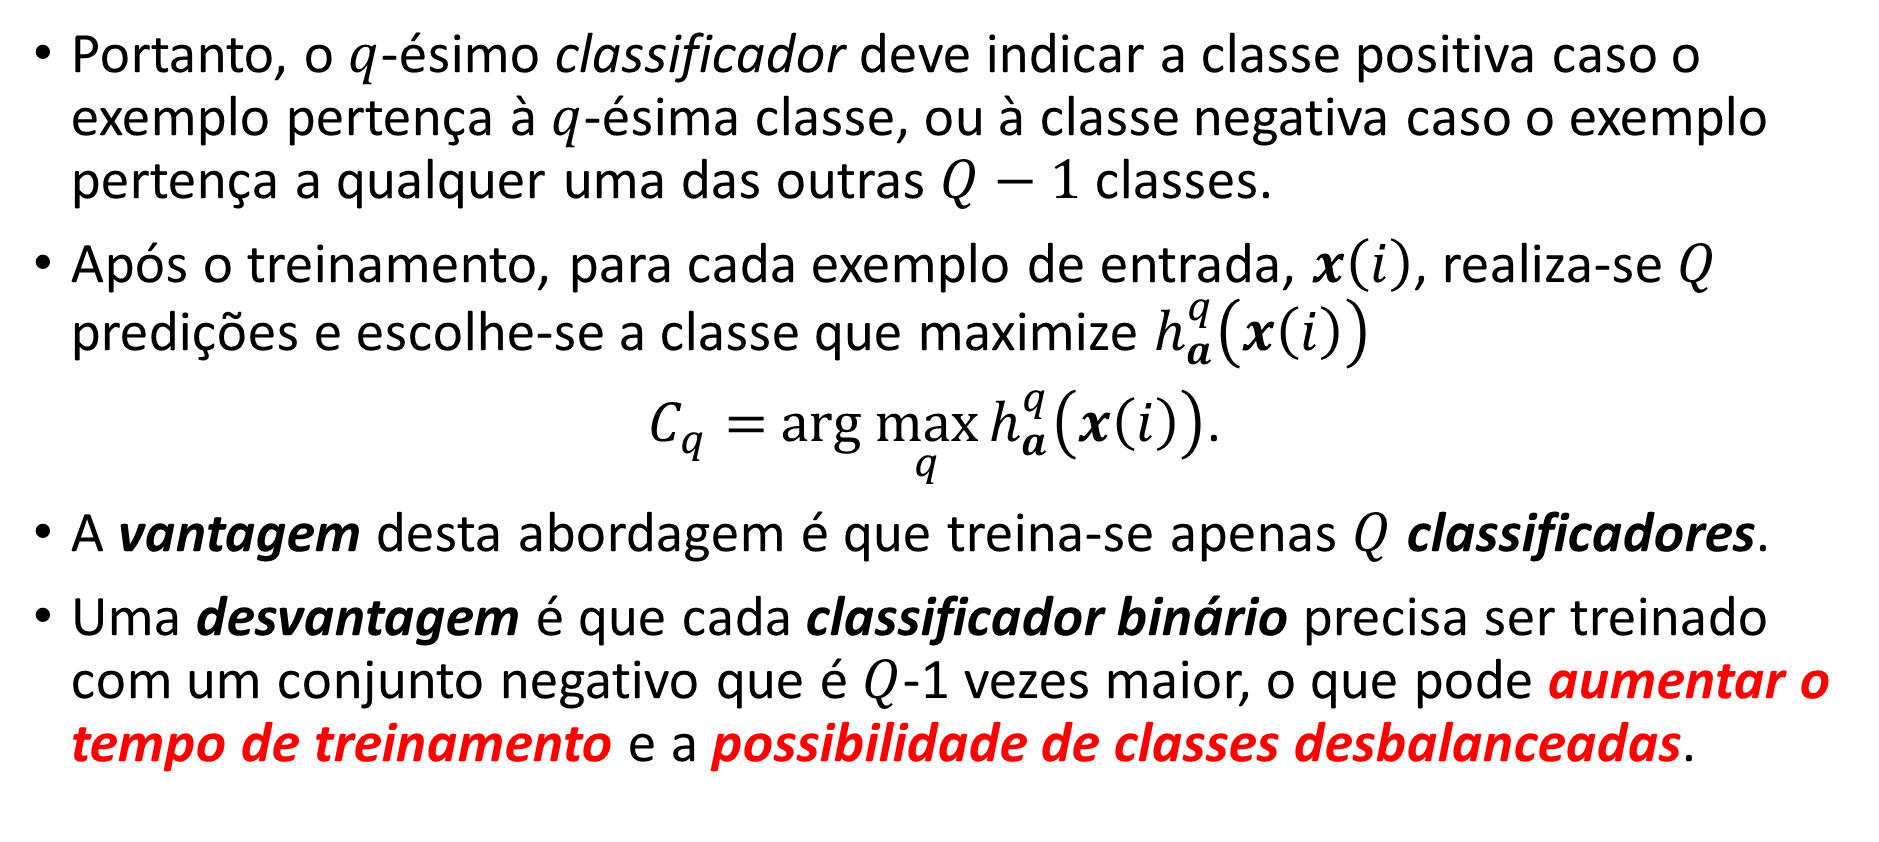 • Portanto, o q-ésimo classificador deve indicar a classe positiva caso o
exemplo pertença à q-ésima classe, ou à classe negativa caso o exemplo
pertença a qualquer uma das outras Q − 1 classes.
• Após o treinamento, para cada exemplo de entrada, x(i), realiza-se Q
predições e escolhe-se a classe que maximize h_a^q(x(i))
C_q = arg max_q h_a^q(x(i)).
• A vantagem desta abordagem é que treina-se apenas Q classificadores.
• Uma desvantagem é que cada classificador binário precisa ser treinado
com um conjunto negativo que é Q-1 vezes maior, o que pode aumentar o
tempo de treinamento e a possibilidade de classes desbalanceadas.